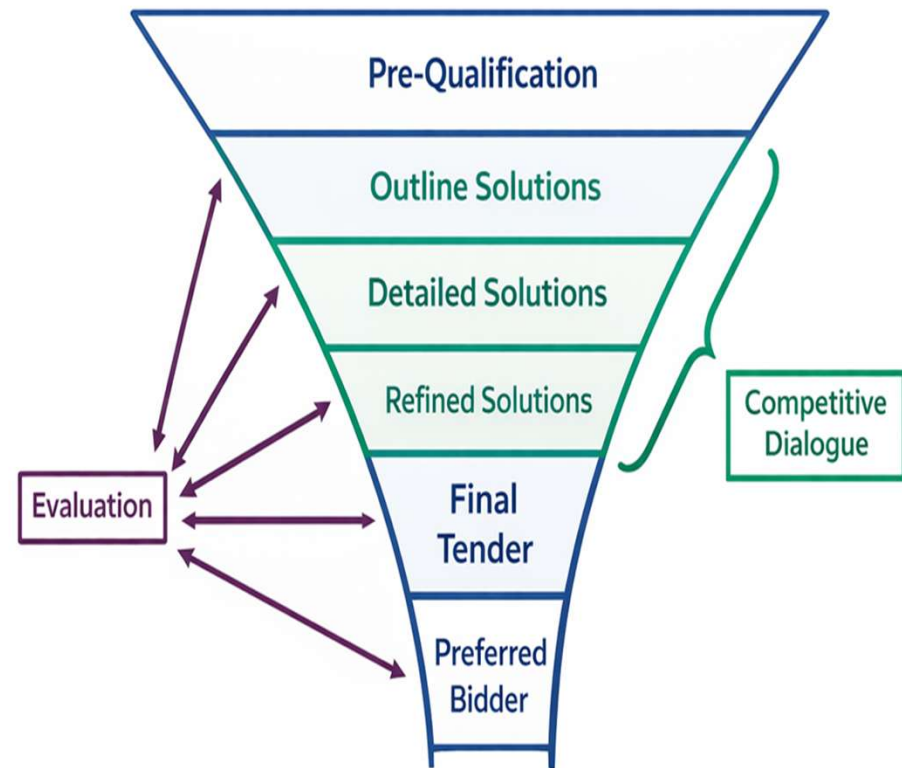 Pre-Qualification
Outline Solutions
Detailed Solutions
Refined Solutions
Competitive
Dialogue
Evaluation
Final
Tender
Preferred
Bidder